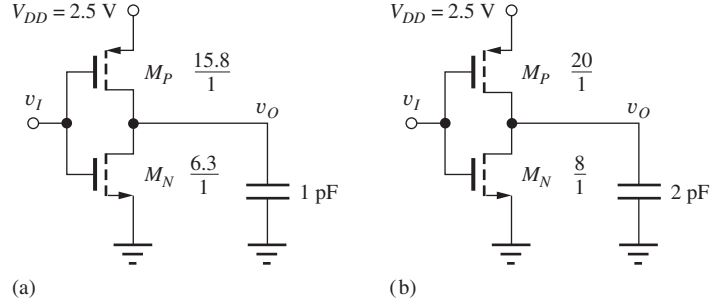 V_DD = 2.5 V
M_P 15.8/1
v_I
v_O
M_N 6.3/1
1 pF
(a)
V_DD = 2.5 V
M_P 20/1
v_I
v_O
M_N 8/1
2 pF
(b)